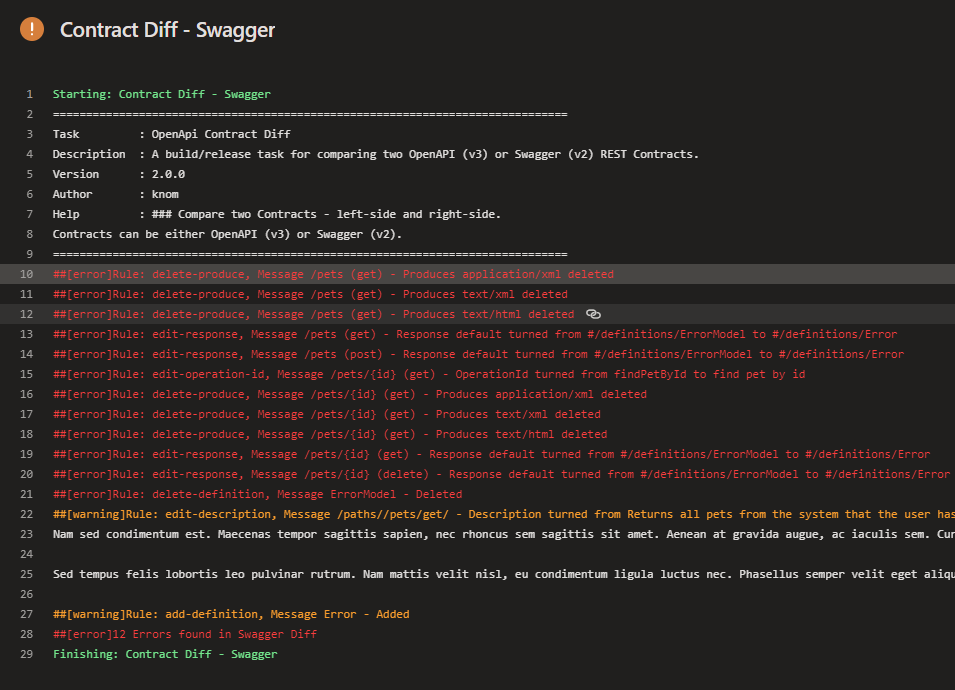 ! Contract Diff - Swagger
1 Starting: Contract Diff - Swagger
2 ==============================================================================
3 Task         : OpenApi Contract Diff
4 Description  : A build/release task for comparing two OpenAPI (v3) or Swagger (v2) REST Contracts.
5 Version      : 2.0.0
6 Author       : knom
7 Help         : ### Compare two Contracts - left-side and right-side.
8 Contracts can be either OpenAPI (v3) or Swagger (v2).
9 ==============================================================================
10 ##[error]Rule: delete-produce, Message /pets (get) - Produces application/xml deleted
11 ##[error]Rule: delete-produce, Message /pets (get) - Produces text/xml deleted
12 ##[error]Rule: delete-produce, Message /pets (get) - Produces text/html deleted
13 ##[error]Rule: edit-response, Message /pets (get) - Response default turned from #/definitions/ErrorModel to #/definitions/Error
14 ##[error]Rule: edit-response, Message /pets (post) - Response default turned from #/definitions/ErrorModel to #/definitions/Error
15 ##[error]Rule: edit-operation-id, Message /pets/{id} (get) - OperationId turned from findPetById to find pet by id
16 ##[error]Rule: delete-produce, Message /pets/{id} (get) - Produces application/xml deleted
17 ##[error]Rule: delete-produce, Message /pets/{id} (get) - Produces text/xml deleted
18 ##[error]Rule: delete-produce, Message /pets/{id} (get) - Produces text/html deleted
19 ##[error]Rule: edit-response, Message /pets/{id} (get) - Response default turned from #/definitions/ErrorModel to #/definitions/Error
20 ##[error]Rule: edit-response, Message /pets/{id} (delete) - Response default turned from #/definitions/ErrorModel to #/definitions/Error
21 ##[error]Rule: delete-definition, Message ErrorModel - Deleted
22 ##[warning]Rule: edit-description, Message /paths//pets/get/ - Description turned from Returns all pets from the system that the user has
23 Nam sed condimentum est. Maecenas tempor sagittis sapien, nec rhoncus sem sagittis sit amet. Aenean at gravida augue, ac iaculis sem. Cur
24
25 Sed tempus felis lobortis leo pulvinar rutrum. Nam mattis velit nisl, eu condimentum ligula luctus nec. Phasellus semper velit eget aliqu
26
27 ##[warning]Rule: add-definition, Message Error - Added
28 ##[error]12 Errors found in Swagger Diff
29 Finishing: Contract Diff - Swagger